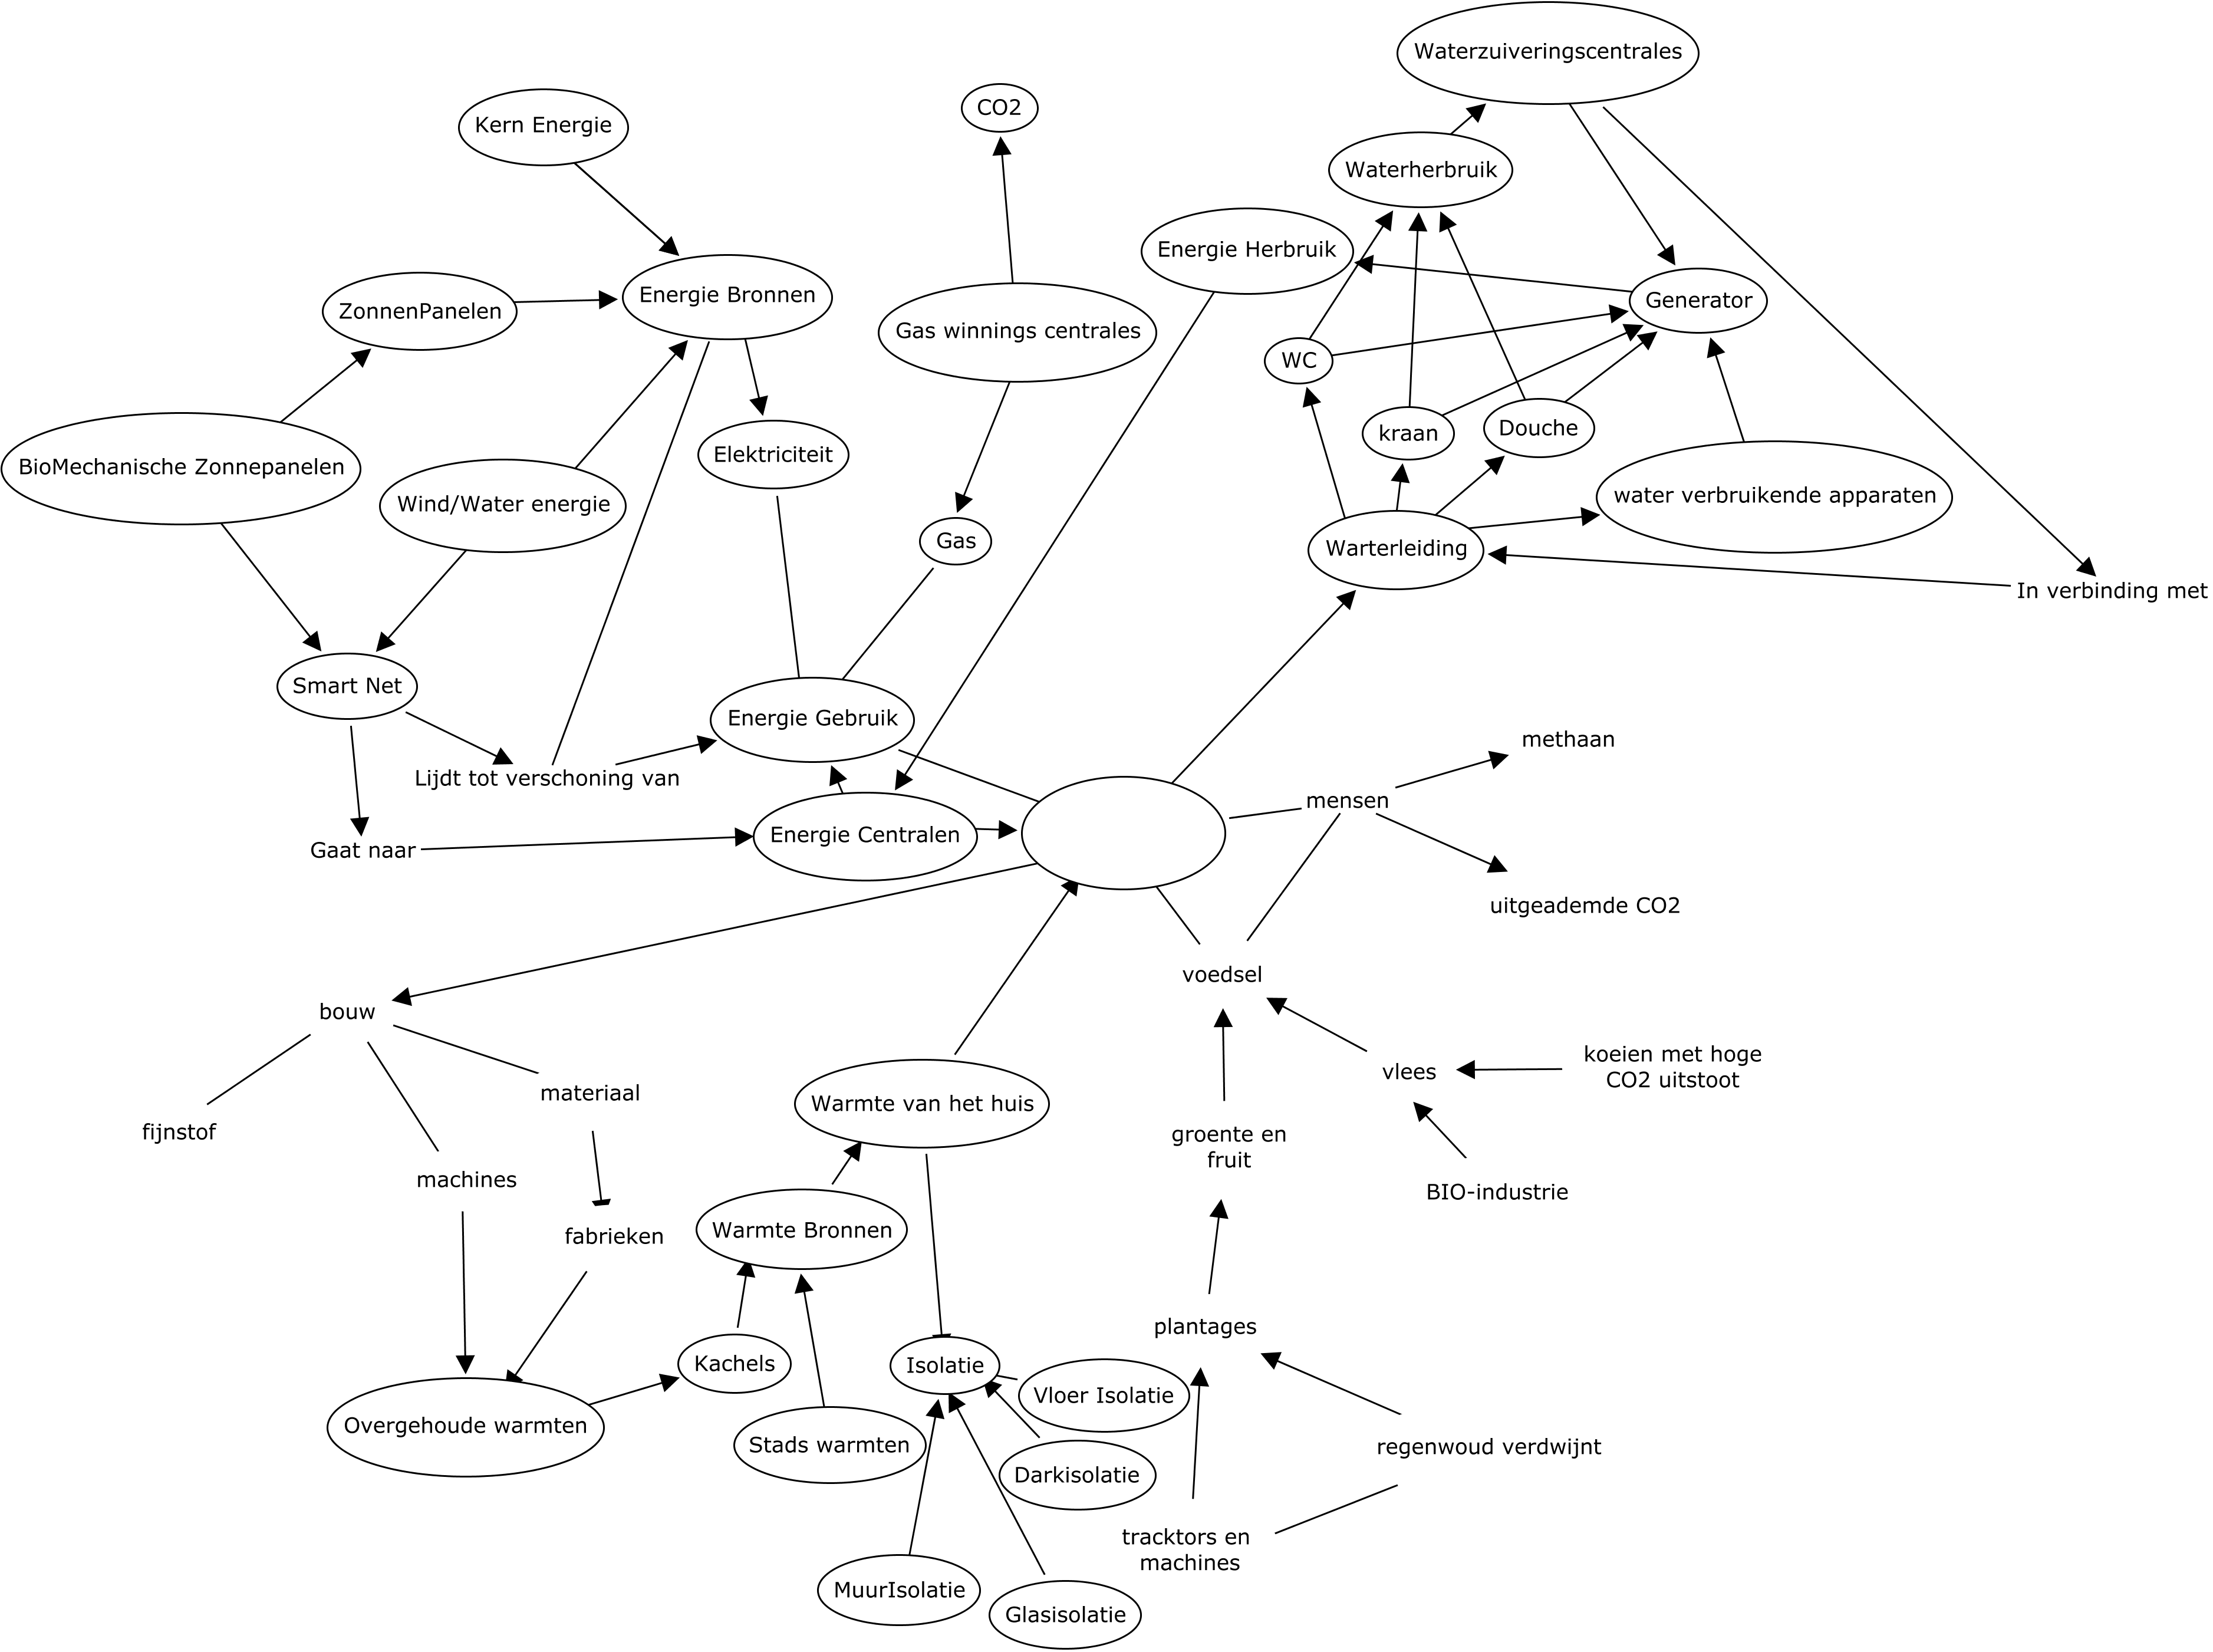 Waterzuiveringscentrales
CO2
Kern Energie
Waterherbruik
Energie Herbruik
Energie Bronnen
Generator
ZonnenPanelen
Gas winnings centrales
WC
kraan
Douche
Elektriciteit
BioMechanische Zonnepanelen
water verbruikende apparaten
Wind/Water energie
Gas
Warterleiding
In verbinding met
Smart Net
Energie Gebruik
methaan
Lijdt tot verschoning van
mensen
Energie Centralen
Gaat naar
uitgeademde CO2
voedsel
bouw
koeien met hoge
CO2 uitstoot
vlees
materiaal
Warmte van het huis
fijnstof
groente en
fruit
machines
BIO-industrie
Warmte Bronnen
fabrieken
plantages
Kachels
Isolatie
Vloer Isolatie
Overgehoude warmten
Stads warmten
regenwoud verdwijnt
Darkisolatie
tracktors en
machines
MuurIsolatie
Glasisolatie